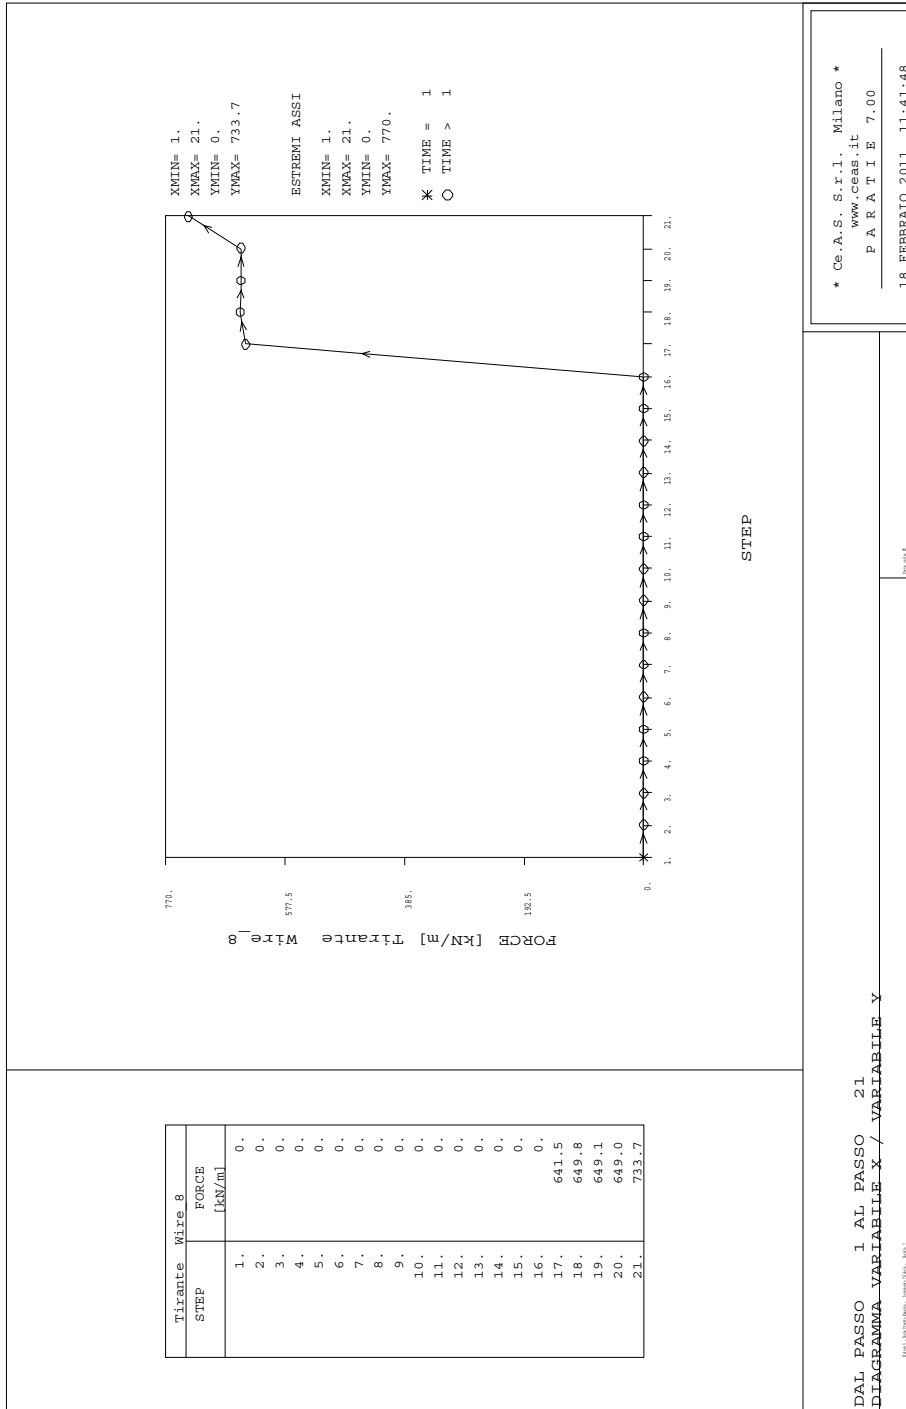 Tirante Wire_8
STEP FORCE
[kN/m]
1. 0.
2. 0.
3. 0.
4. 0.
5. 0.
6. 0.
7. 0.
8. 0.
9. 0.
10. 0.
11. 0.
12. 0.
13. 0.
14. 0.
15. 0.
16. 0.
17. 641.5
18. 649.8
19. 649.1
20. 649.0
21. 733.7
FORCE [kN/m] Tirante Wire_8
770.
577.5
385.
192.5
0.
1. 2. 3. 4. 5. 6. 7. 8. 9. 10. 11. 12. 13. 14. 15. 16. 17. 18. 19. 20. 21.
STEP
XMIN= 1.
XMAX= 21.
YMIN= 0.
YMAX= 733.7
ESTREMI ASSI
XMIN= 1.
XMAX= 21.
YMIN= 0.
YMAX= 770.
TIME = 1
TIME > 1
DAL PASSO 1 AL PASSO 21
DIAGRAMMA VARIABILE X / VARIABILE Y
* Ce.A.S. S.r.l. Milano *
www.ceas.it
P A R A T I E 7.00
18 FEBBRAIO 2011 11:41:48